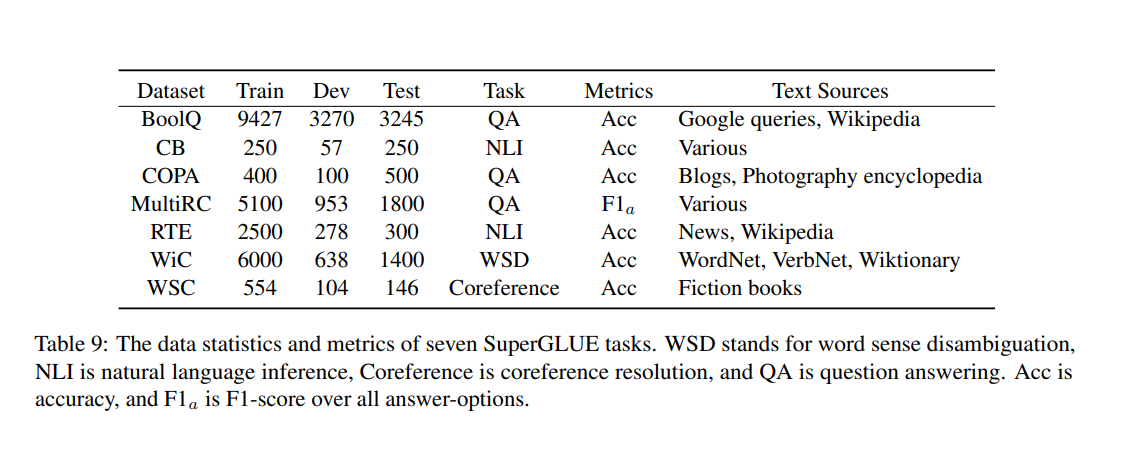 Dataset Train Dev Test Task Metrics Text Sources
BoolQ 9427 3270 3245 QA Acc Google queries, Wikipedia
CB 250 57 250 NLI Acc Various
COPA 400 100 500 QA Acc Blogs, Photography encyclopedia
MultiRC 5100 953 1800 QA F1a Various
RTE 2500 278 300 NLI Acc News, Wikipedia
WiC 6000 638 1400 WSD Acc WordNet, VerbNet, Wiktionary
WSC 554 104 146 Coreference Acc Fiction books
Table 9: The data statistics and metrics of seven SuperGLUE tasks. WSD stands for word sense disambiguation,
NLI is natural language inference, Coreference is coreference resolution, and QA is question answering. Acc is
accuracy, and F1a is F1-score over all answer-options.